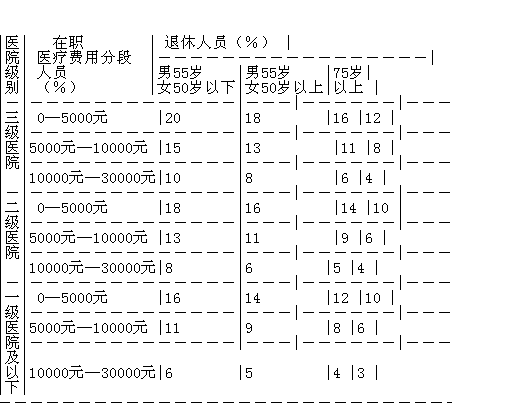 医院级别 在职 退休人员（%）
医疗费用分段
人员 男55岁 男55岁 75岁
（%） 女50岁以下 女50岁以上 以上
三级医院 0—5000元 20 18 16 12
5000元—10000元 15 13 11 8
10000元—30000元 10 8 6 4
二级医院 0—5000元 18 16 14 10
5000元—10000元 13 11 9 6
10000元—30000元 8 6 5 4
一级医院及以下 0—5000元 16 14 12 10
5000元—10000元 11 9 8 6
10000元—30000元 6 5 4 3